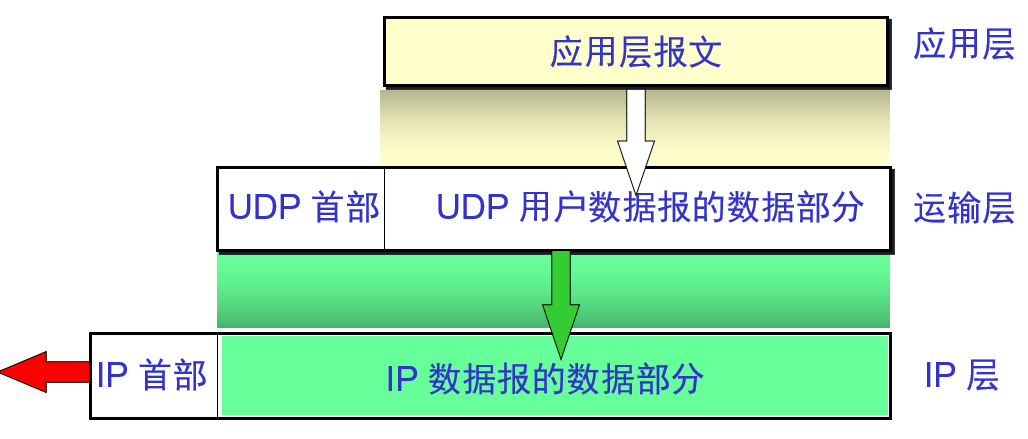 应用层报文
应用层
UDP 首部
UDP 用户数据报的数据部分
运输层
IP 首部
IP 数据报的数据部分
IP 层